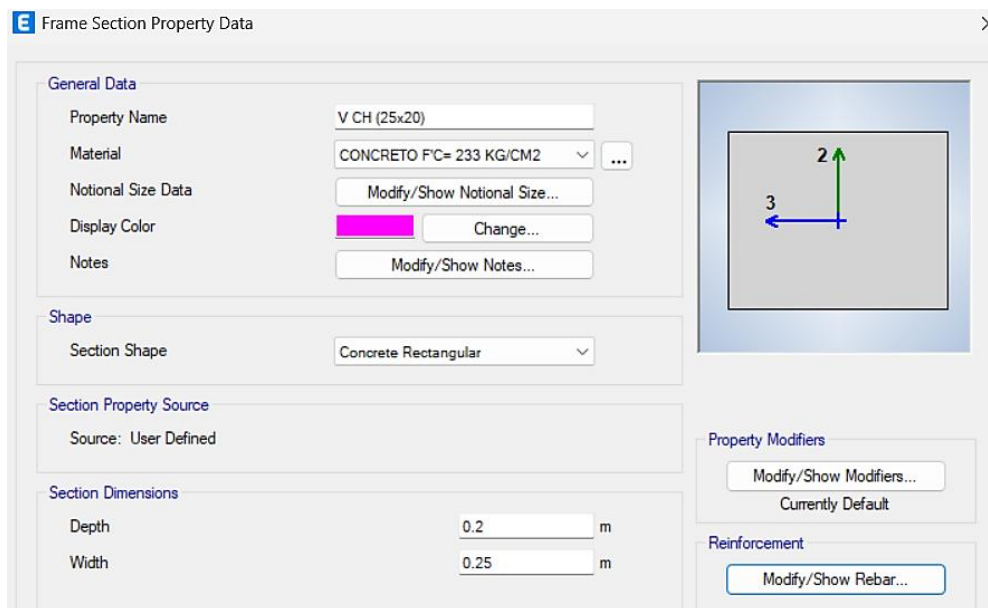 E Frame Section Property Data
General Data
Property Name V CH (25x20)
Material CONCRETO F'C= 233 KG/CM2 ...
Notional Size Data Modify/Show Notional Size...
Display Color Change...
Notes Modify/Show Notes...
Shape
Section Shape Concrete Rectangular
Section Property Source
Source: User Defined
Section Dimensions
Depth 0.2 m
Width 0.25 m
2
3
Property Modifiers
Modify/Show Modifiers...
Currently Default
Reinforcement
Modify/Show Rebar...